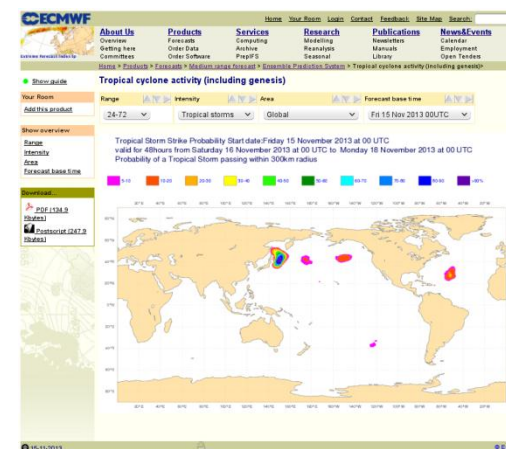 ECMWF
Home Your Room Login Contact Feedback Site Map Search:
About Us Products Services Research Publications News&Events
Overview Forecasts Computing Modelling Newsletters Calendar
Getting here Order Data Archive Reanalysis Manuals Employment
Committees Order Software PrepIFS Seasonal Library Open Tenders
Home > Products > Forecasts > Medium range forecast > Ensemble Prediction System > Tropical cyclone activity (including genesis)>
Show guide
Tropical cyclone activity (including genesis)
Your Room
Add this product
Range Intensity Area Forecast base time
24-72 Tropical storms Global Fri 15 Nov 2013 00UTC
Show overview
Range
Intensity
Area
Forecast base time
Tropical Storm Strike Probability Start date:Friday 15 November 2013 at 00 UTC
valid for 48hours from Saturday 16 November 2013 at 00 UTC to Monday 18 November 2013 at 00 UTC
Probability of a Tropical Storm passing within 300km radius
5-10 10-20 20-30 30-40 40-50 50-60 60-70 70-80 80-90 >90%
Download...
PDF (134.9
Kbytes)
Postscript (247.9
Kbytes)
15-11-2013